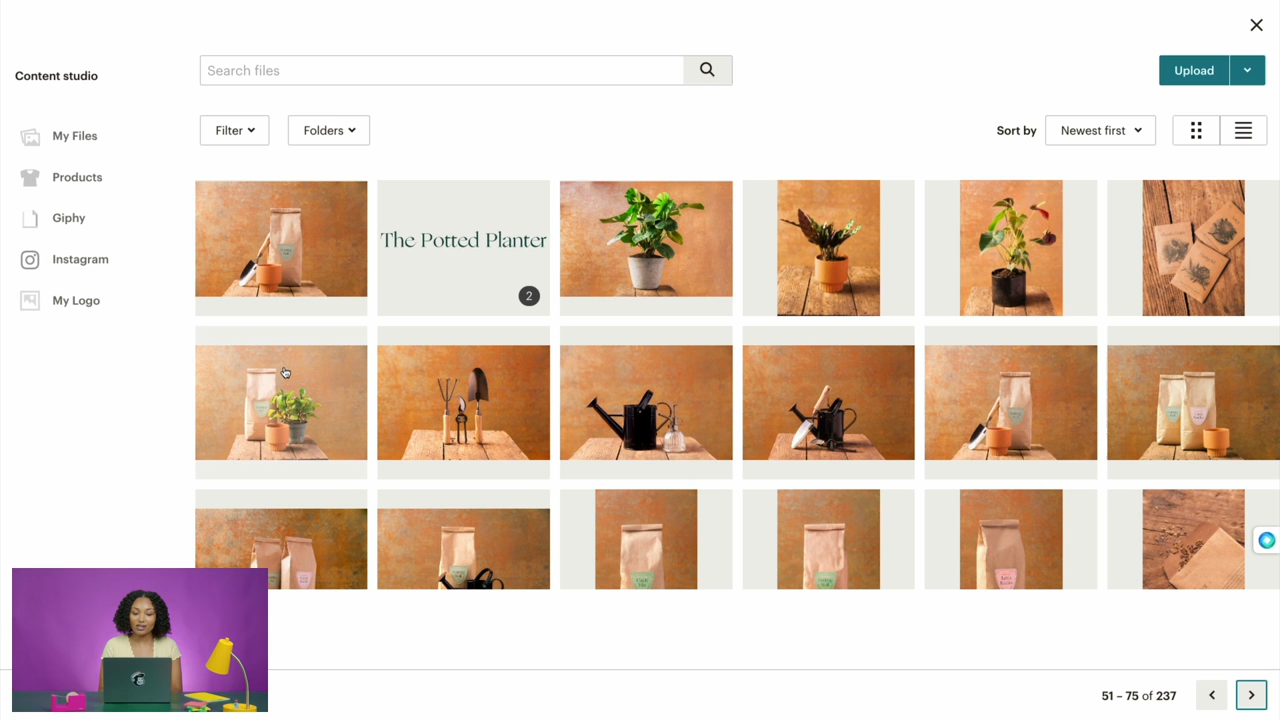 Content studio
Search files
Upload
Filter
Folders
Sort by
Newest first
My Files
Products
Giphy
Instagram
My Logo
The Potted Planter
2
51 – 75 of 237